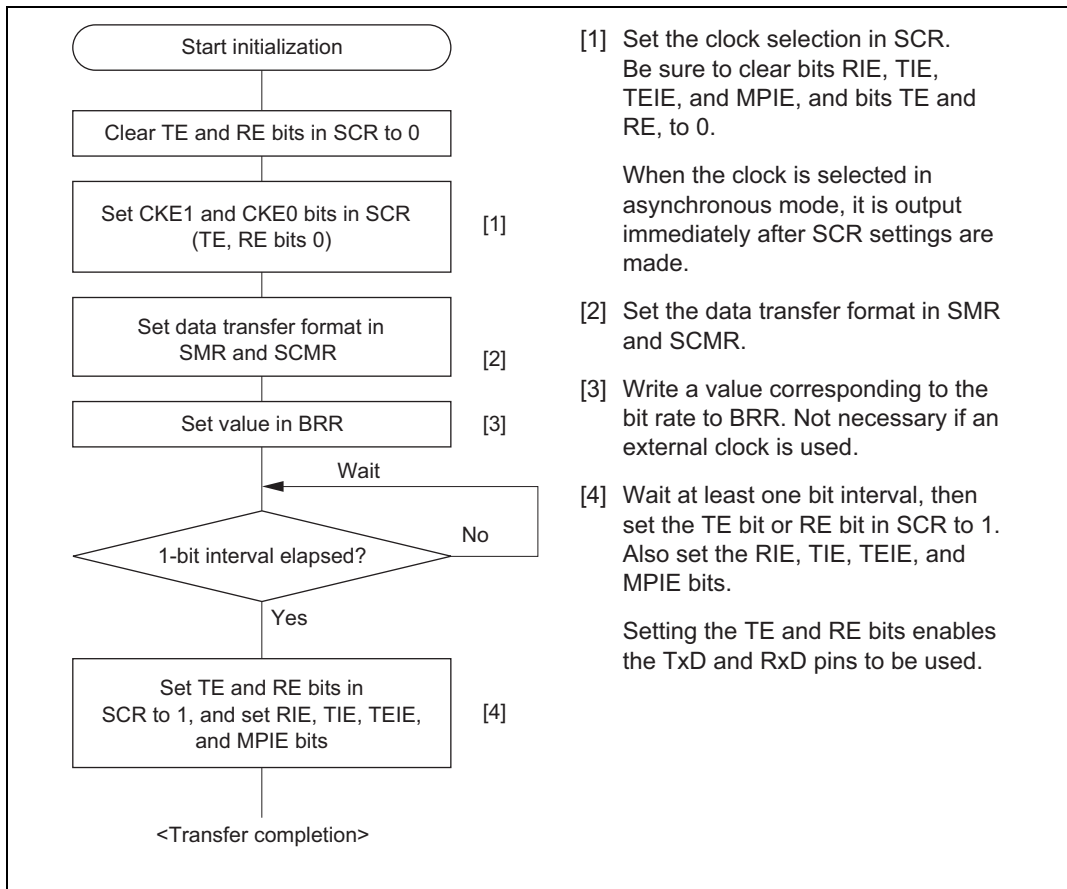 Start initialization
Clear TE and RE bits in SCR to 0
Set CKE1 and CKE0 bits in SCR
(TE, RE bits 0)
[1]
Set data transfer format in
SMR and SCMR
[2]
Set value in BRR
[3]
Wait
No
1-bit interval elapsed?
Yes
Set TE and RE bits in
SCR to 1, and set RIE, TIE, TEIE,
and MPIE bits
[4]
<Transfer completion>
[1] Set the clock selection in SCR.
Be sure to clear bits RIE, TIE,
TEIE, and MPIE, and bits TE and
RE, to 0.
When the clock is selected in
asynchronous mode, it is output
immediately after SCR settings are
made.
[2] Set the data transfer format in SMR
and SCMR.
[3] Write a value corresponding to the
bit rate to BRR. Not necessary if an
external clock is used.
[4] Wait at least one bit interval, then
set the TE bit or RE bit in SCR to 1.
Also set the RIE, TIE, TEIE, and
MPIE bits.
Setting the TE and RE bits enables
the TxD and RxD pins to be used.